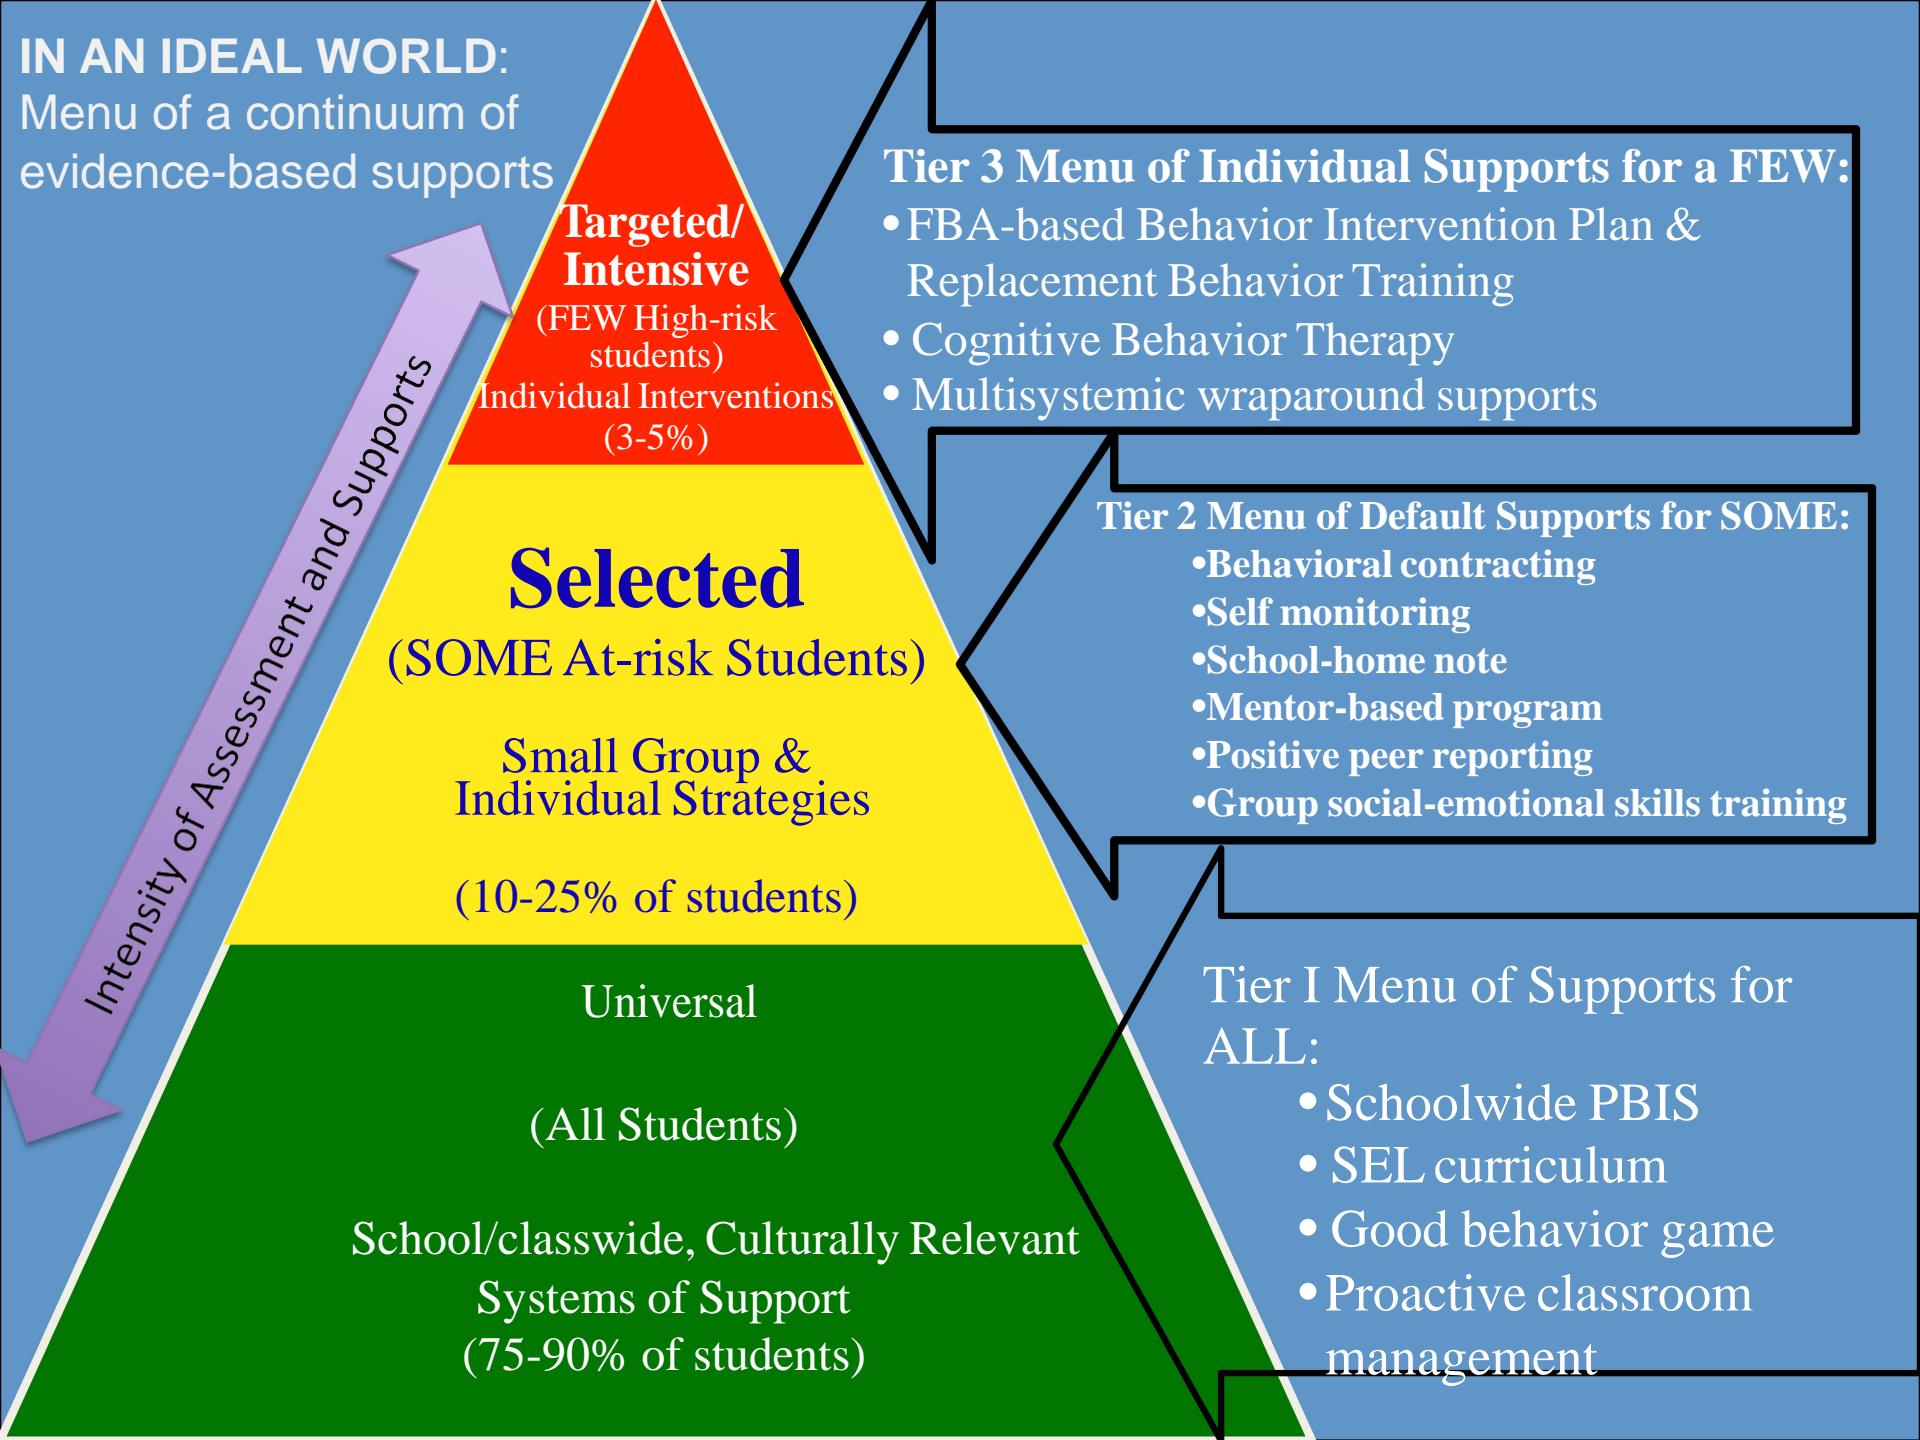 IN AN IDEAL WORLD:
Menu of a continuum of
evidence-based supports
Intensity of Assessment and Supports
Targeted/
Intensive
(FEW High-risk
students)
Individual Interventions
(3-5%)
Selected
(SOME At-risk Students)
Small Group &
Individual Strategies
(10-25% of students)
Universal
(All Students)
School/classwide, Culturally Relevant
Systems of Support
(75-90% of students)
Tier 3 Menu of Individual Supports for a FEW:
•FBA-based Behavior Intervention Plan &
Replacement Behavior Training
• Cognitive Behavior Therapy
• Multisystemic wraparound supports
Tier 2 Menu of Default Supports for SOME:
•Behavioral contracting
•Self monitoring
•School-home note
•Mentor-based program
•Positive peer reporting
•Group social-emotional skills training
Tier I Menu of Supports for
ALL:
•Schoolwide PBIS
• SEL curriculum
• Good behavior game
•Proactive classroom
management